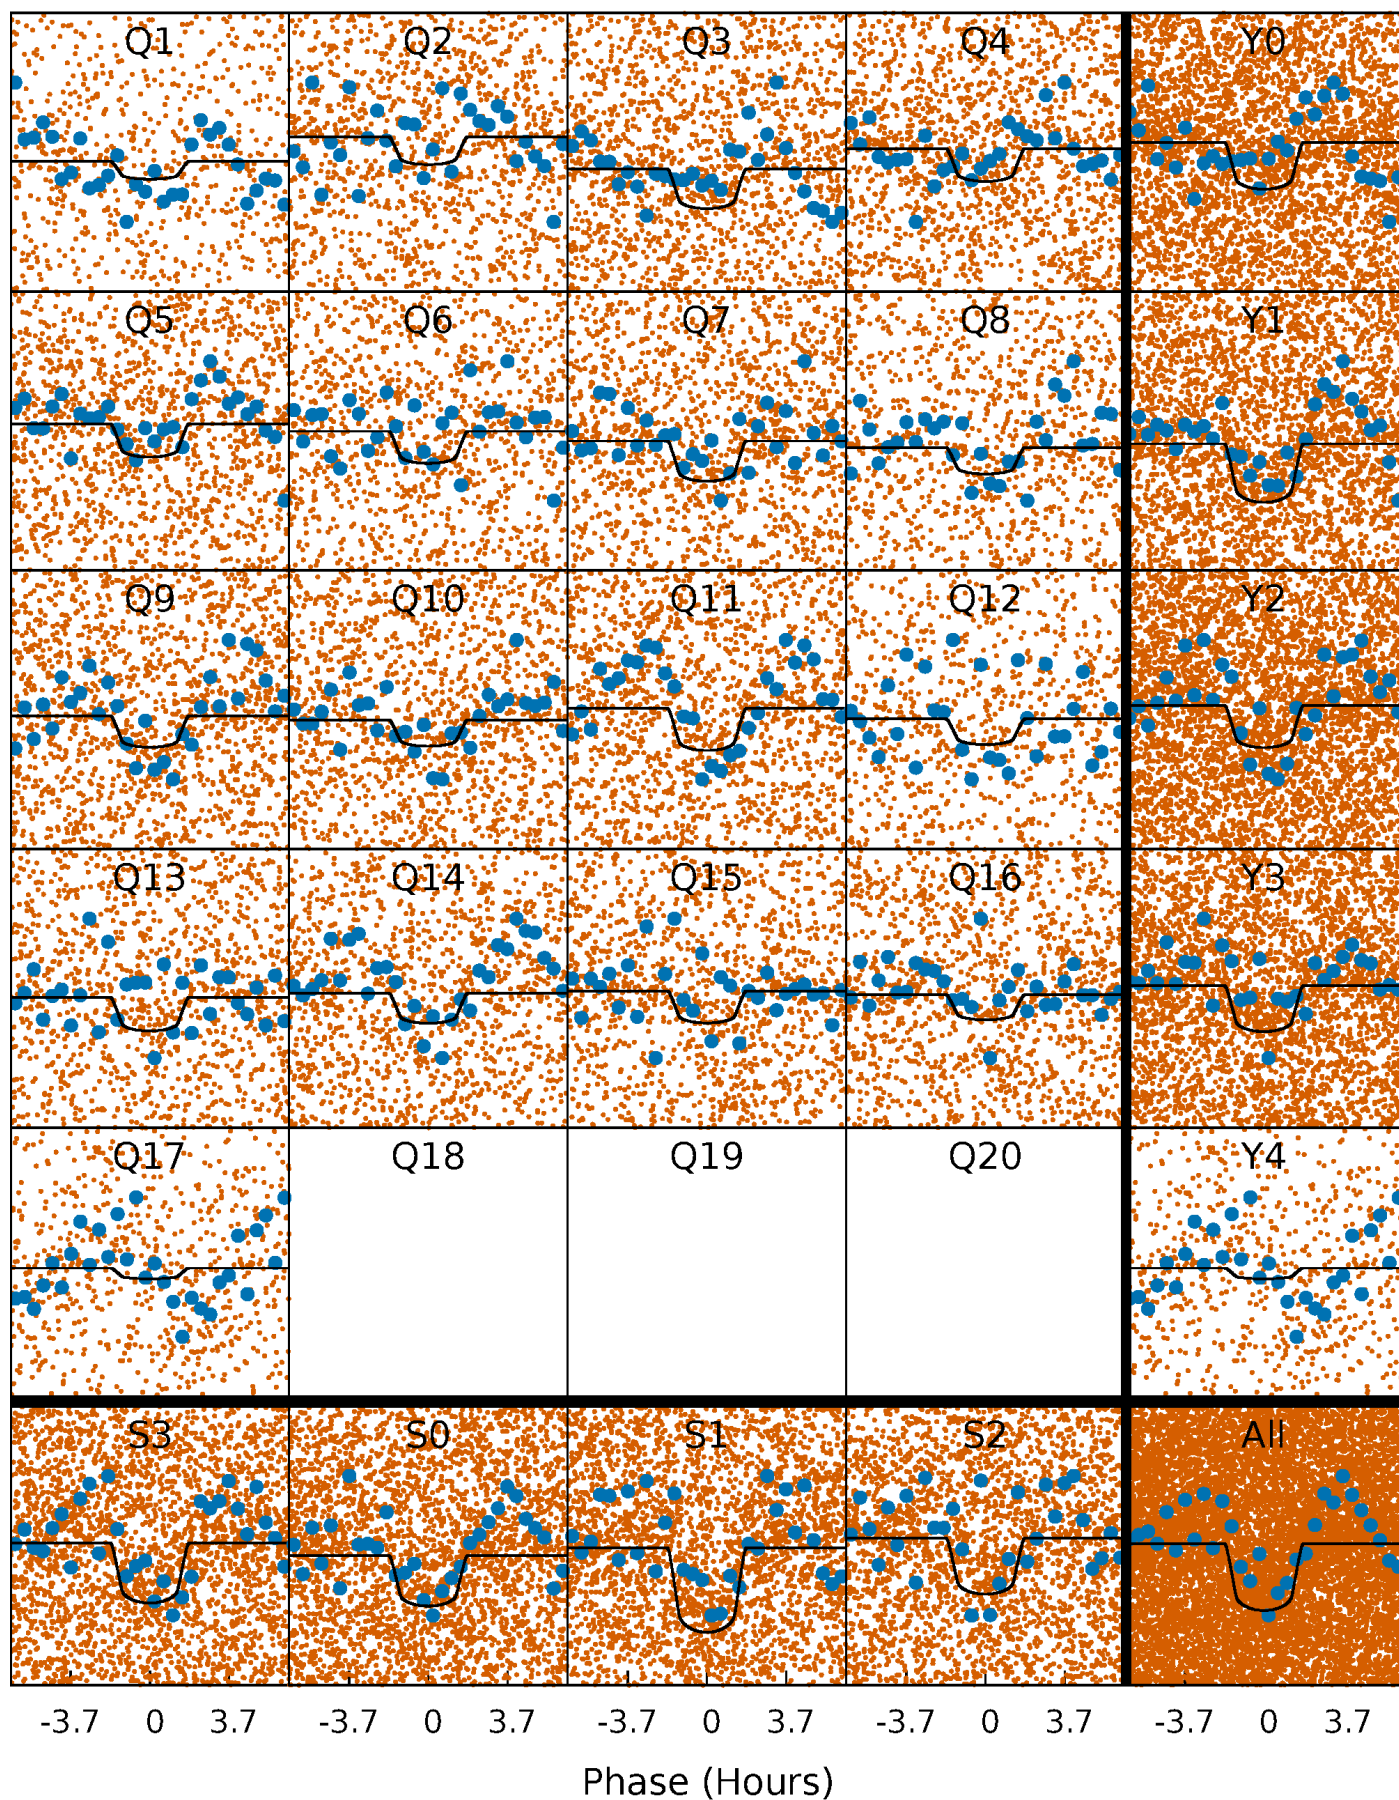 Q1 Q2 Q3 Q4 Y0
Q5 Q6 Q7 Q8 Y1
Q9 Q10 Q11 Q12 Y2
Q13 Q14 Q15 Q16 Y3
Q17 Q18 Q19 Q20 Y4
S3 S0 S1 S2 All
-3.7 0 3.7 -3.7 0 3.7 -3.7 0 3.7 -3.7 0 3.7 -3.7 0 3.7
Phase (Hours)